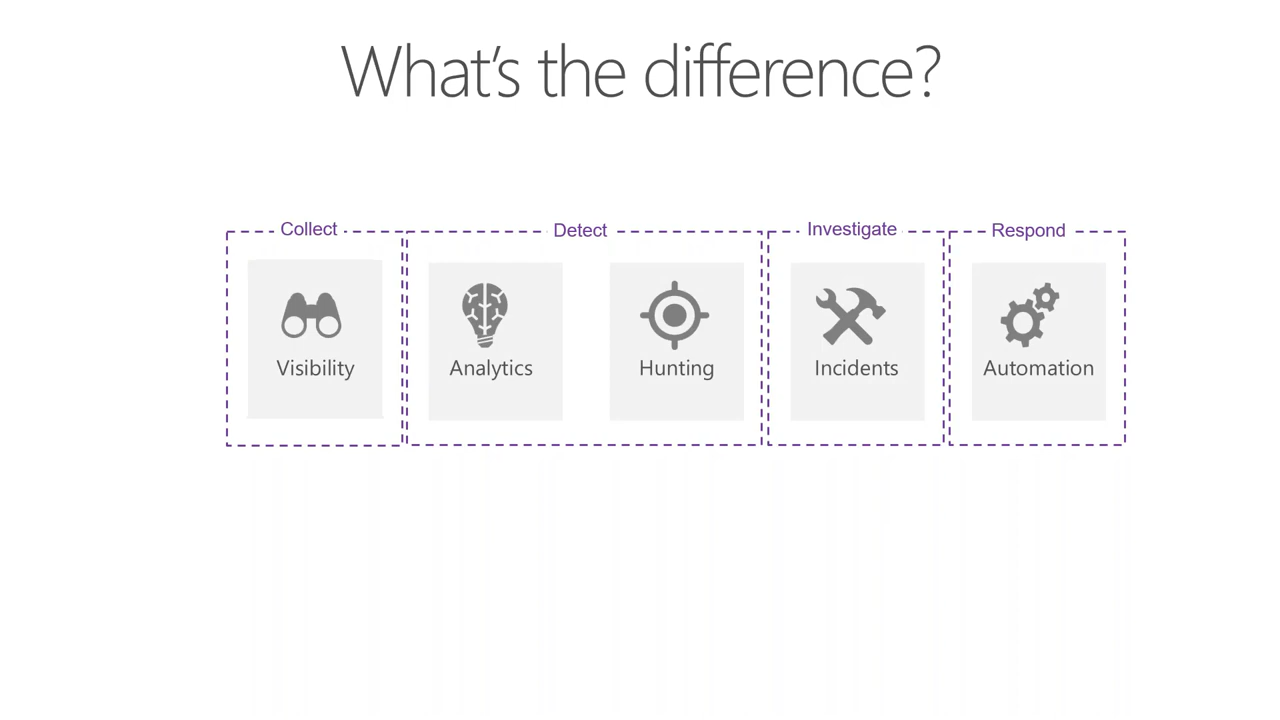 What's the difference?
Collect
Detect
Investigate
Respond
Visibility
Analytics
Hunting
Incidents
Automation